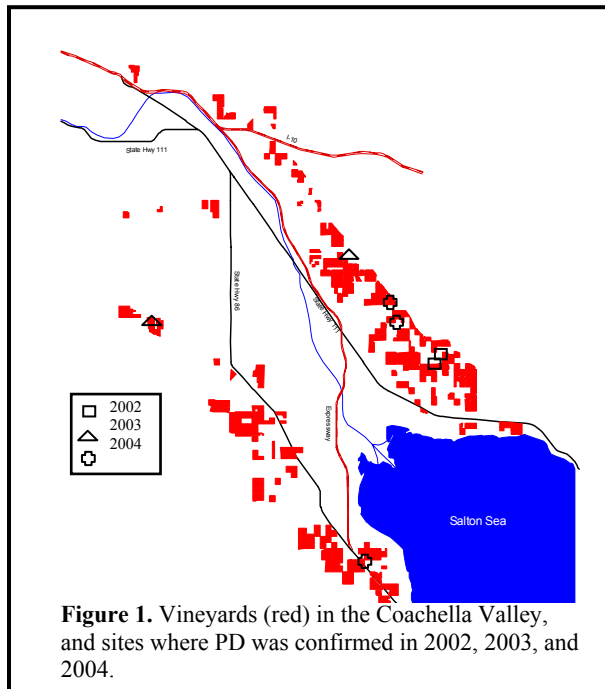 I-10
State Hwy 111
State Hwy 86
State Hwy 111
Expressway
2002
2003
2004
Salton Sea
Figure 1. Vineyards (red) in the Coachella Valley,
and sites where PD was confirmed in 2002, 2003, and
2004.